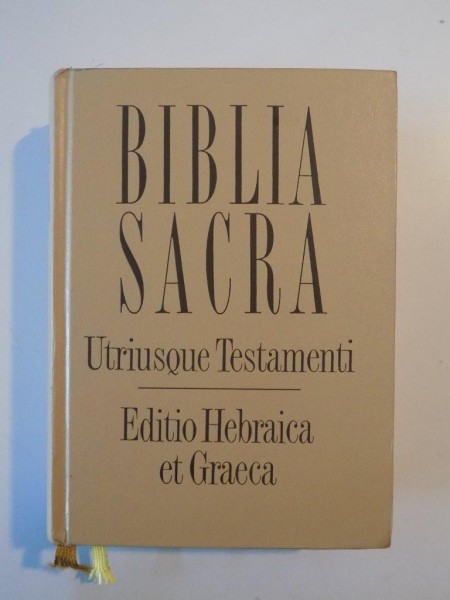 BIBLIA
SACRA
Utriusque Testamenti
Editio Hebraica
et Graeca